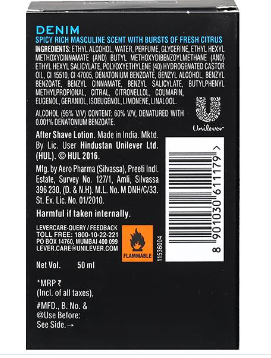 DENIM
SPICY RICH MASCULINE SCENT WITH BURSTS OF FRESH CITRUS
INGREDIENTS: ETHYL ALCOHOL, WATER, PERFUME, GLYCERINE, ETHYL HEXYL
METHOXYCINNAMATE (AND) BUTYL METHOXYDIBENZOYLMETHANE (AND)
ETHYL HEXYL SALICYLATE, POLYOXYETHYLENE (40) HYDROGENATED CASTOR
OIL, CI 15510, CI 47005, DENATONIUM BENZOATE, BENZYL ALCOHOL, BENZYL
BENZOATE, BENZYL CINNAMATE, BENZYL SALICYLATE, BUTYLPHENYL
METHYLPROPIONAL, CITRAL, CITRONELLOL, COUMARIN,
EUGENOL, GERANIOL, ISOEUGENOL, LIMONENE, LINALOOL.
ALCOHOL (95% V/V) CONTENT: 60% V/V, DENATURED WITH
0.001% DENATONIUM BENZOATE.
Unilever
After Shave Lotion. Made in India. Mktd.
By Lic. User Hindustan Unilever Ltd.
(HUL). © HUL 2016.
Mfg. by Aero Pharma (Silvassa), Preeti Indl.
Estate, Survey No. 127/1, Amli, Silvassa
396 230, (D. & N.H). M.L. No. M DNH/C/33.
St. Ex. Lic. No. 01/2010.
Harmful if taken internally.
LEVERCARE-QUERY / FEEDBACK
TOLL FREE: 1800-10-22-221
PO BOX 14760, MUMBAI 400 099
LEVER.CARE@UNILEVER.COM
FLAMMABLE
8 901030 611179 >
Net Vol. 50 ml
*MRP ₹
(Incl. of all taxes),
#MFD., B. No. &
@Use Before:
See Side.→